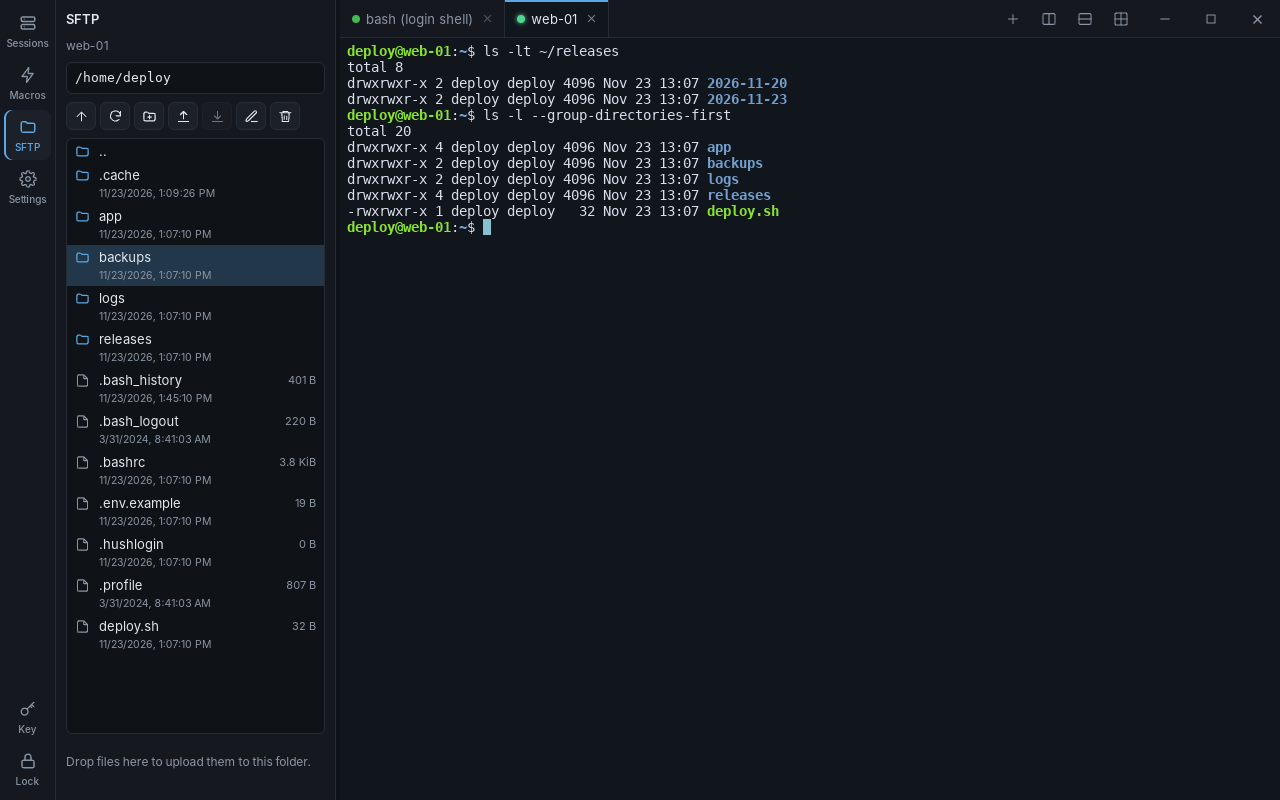 Sessions
Macros
SFTP
Settings
Key
Lock
SFTP
web-01
/home/deploy
..
.cache
11/23/2026, 1:09:26 PM
app
11/23/2026, 1:07:10 PM
backups
11/23/2026, 1:07:10 PM
logs
11/23/2026, 1:07:10 PM
releases
11/23/2026, 1:07:10 PM
.bash_history 401 B
11/23/2026, 1:45:10 PM
.bash_logout 220 B
3/31/2024, 8:41:03 AM
.bashrc 3.8 KiB
11/23/2026, 1:07:10 PM
.env.example 19 B
11/23/2026, 1:07:10 PM
.hushlogin 0 B
11/23/2026, 1:07:10 PM
.profile 807 B
3/31/2024, 8:41:03 AM
deploy.sh 32 B
11/23/2026, 1:07:10 PM
Drop files here to upload them to this folder.
bash (login shell)
web-01
deploy@web-01:~$ ls -lt ~/releases
total 8
drwxrwxr-x 2 deploy deploy 4096 Nov 23 13:07 2026-11-20
drwxrwxr-x 2 deploy deploy 4096 Nov 23 13:07 2026-11-23
deploy@web-01:~$ ls -l --group-directories-first
total 20
drwxrwxr-x 4 deploy deploy 4096 Nov 23 13:07 app
drwxrwxr-x 2 deploy deploy 4096 Nov 23 13:07 backups
drwxrwxr-x 2 deploy deploy 4096 Nov 23 13:07 logs
drwxrwxr-x 4 deploy deploy 4096 Nov 23 13:07 releases
-rwxrwxr-x 1 deploy deploy   32 Nov 23 13:07 deploy.sh
deploy@web-01:~$